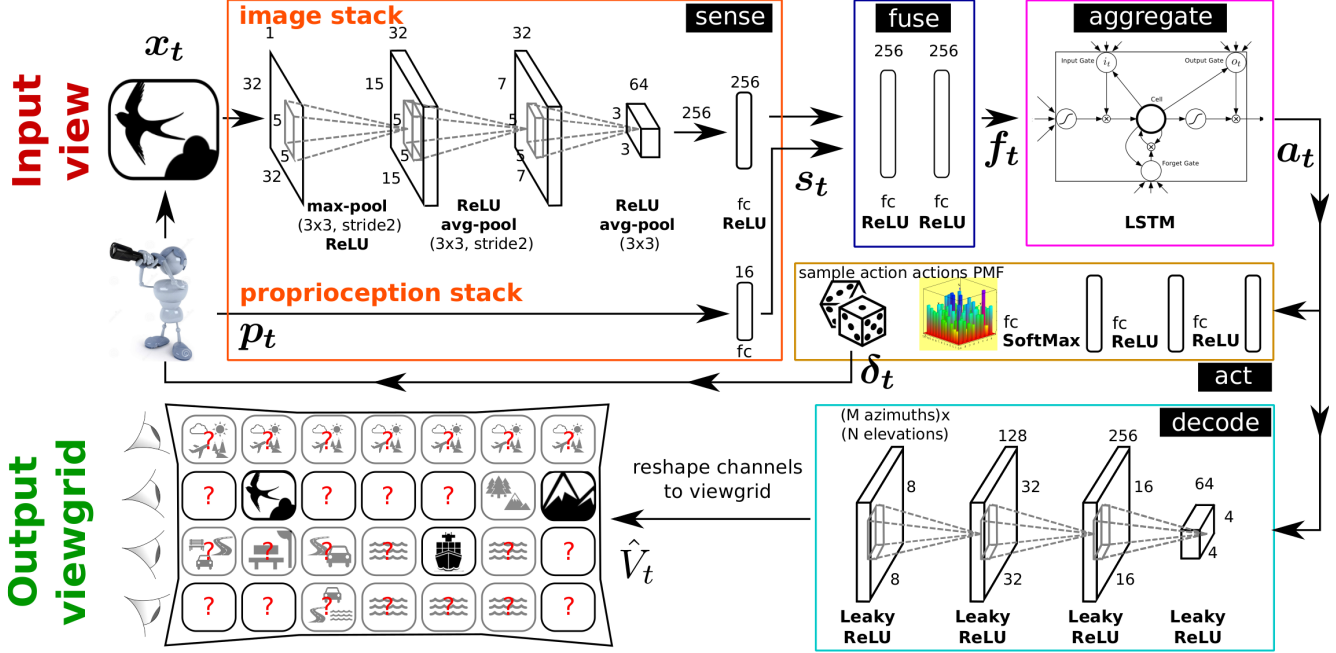 Input
view
x_t
image stack
sense
1
32
32
5
5
32
15
5
5
15
32
7
5
5
7
64
3
3
256
256
max-pool
(3x3, stride2)
ReLU
ReLU
avg-pool
(3x3, stride2)
ReLU
avg-pool
(3x3)
fc
ReLU
proprioception stack
p_t
16
fc
s_t
fuse
256
256
fc
ReLU
fc
ReLU
f_t
aggregate
Input Gate
i_t
Output Gate
o_t
Cell
Forget Gate
LSTM
a_t
sample action actions PMF
fc
SoftMax
fc
ReLU
fc
ReLU
δ_t
act
Output
viewgrid
? ? ? ? ? ? ?
? ? ? ?
? ? ? ?
? ? ? ? ? ? ?
reshape channels
to viewgrid
V̂_t
decode
(M azimuths)x
(N elevations)
8
8
128
32
32
256
16
16
64
4
4
Leaky
ReLU
Leaky
ReLU
Leaky
ReLU
Leaky
ReLU